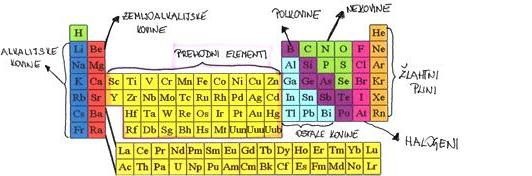 POLKOVINE
NEKOVINE
ZEMLJOALKALIJSKE
KOVINE
ALKALIJSKE
KOVINE
PREHODNI ELEMENTI
ŽLAHTNI
PLINI
H He
Li Be B C N O F Ne
Na Mg Al Si P S Cl Ar
K Ca Sc Ti V Cr Mn Fe Co Ni Cu Zn Ga Ge As Se Br Kr
Rb Sr Y Zr Nb Mo Tc Ru Rh Pd Ag Cd In Sn Sb Te I Xe
Cs Ba Hf Ta W Re Os Ir Pt Au Hg Tl Pb Bi Po At Rn
Fr Ra Rf Db Sg Bh Hs Mt Uun Uuu Uub
OSTALE KOVINE
HALOGENI
La Ce Pr Nd Pm Sm Eu Gd Tb Dy Ho Er Tm Yb Lu
Ac Th Pa U Np Pu Am Cm Bk Cf Es Fm Md No Lr